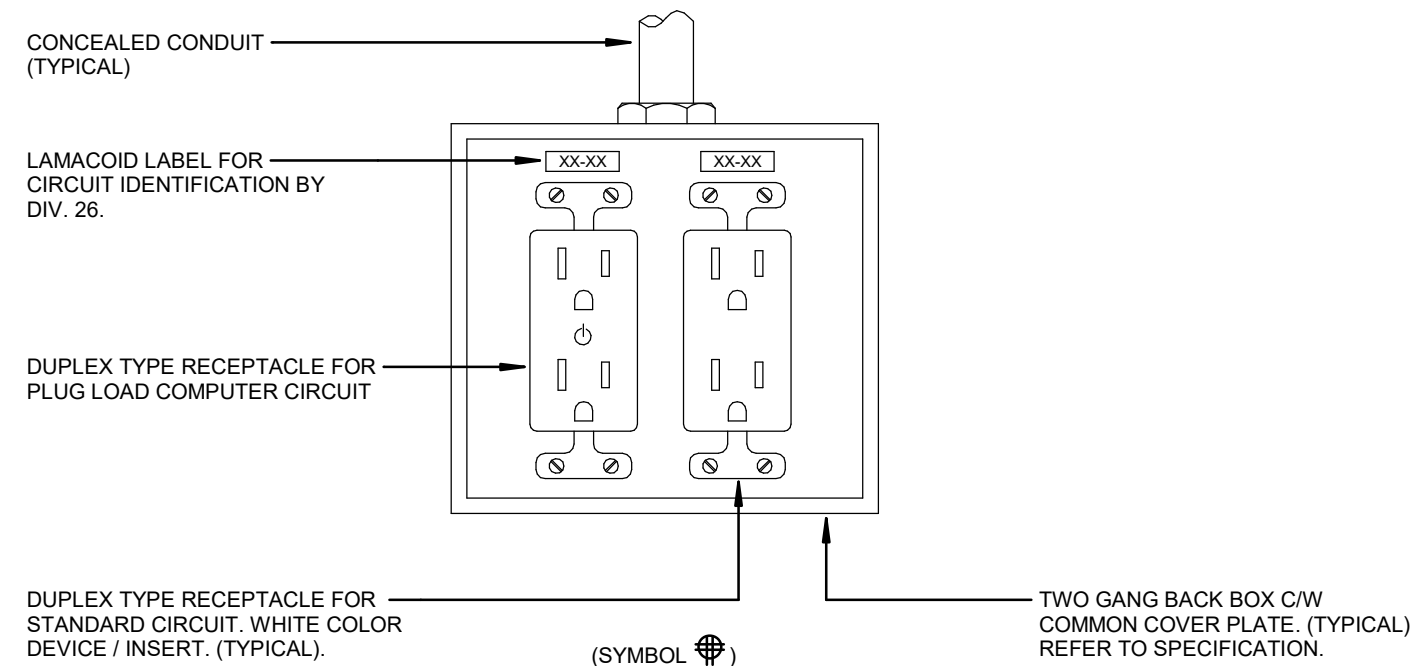 CONCEALED CONDUIT
(TYPICAL)
LAMACOID LABEL FOR
CIRCUIT IDENTIFICATION BY
DIV. 26.
XX-XX
XX-XX
DUPLEX TYPE RECEPTACLE FOR
PLUG LOAD COMPUTER CIRCUIT
DUPLEX TYPE RECEPTACLE FOR
STANDARD CIRCUIT. WHITE COLOR
DEVICE / INSERT. (TYPICAL).
(SYMBOL )
TWO GANG BACK BOX C/W
COMMON COVER PLATE. (TYPICAL)
REFER TO SPECIFICATION.